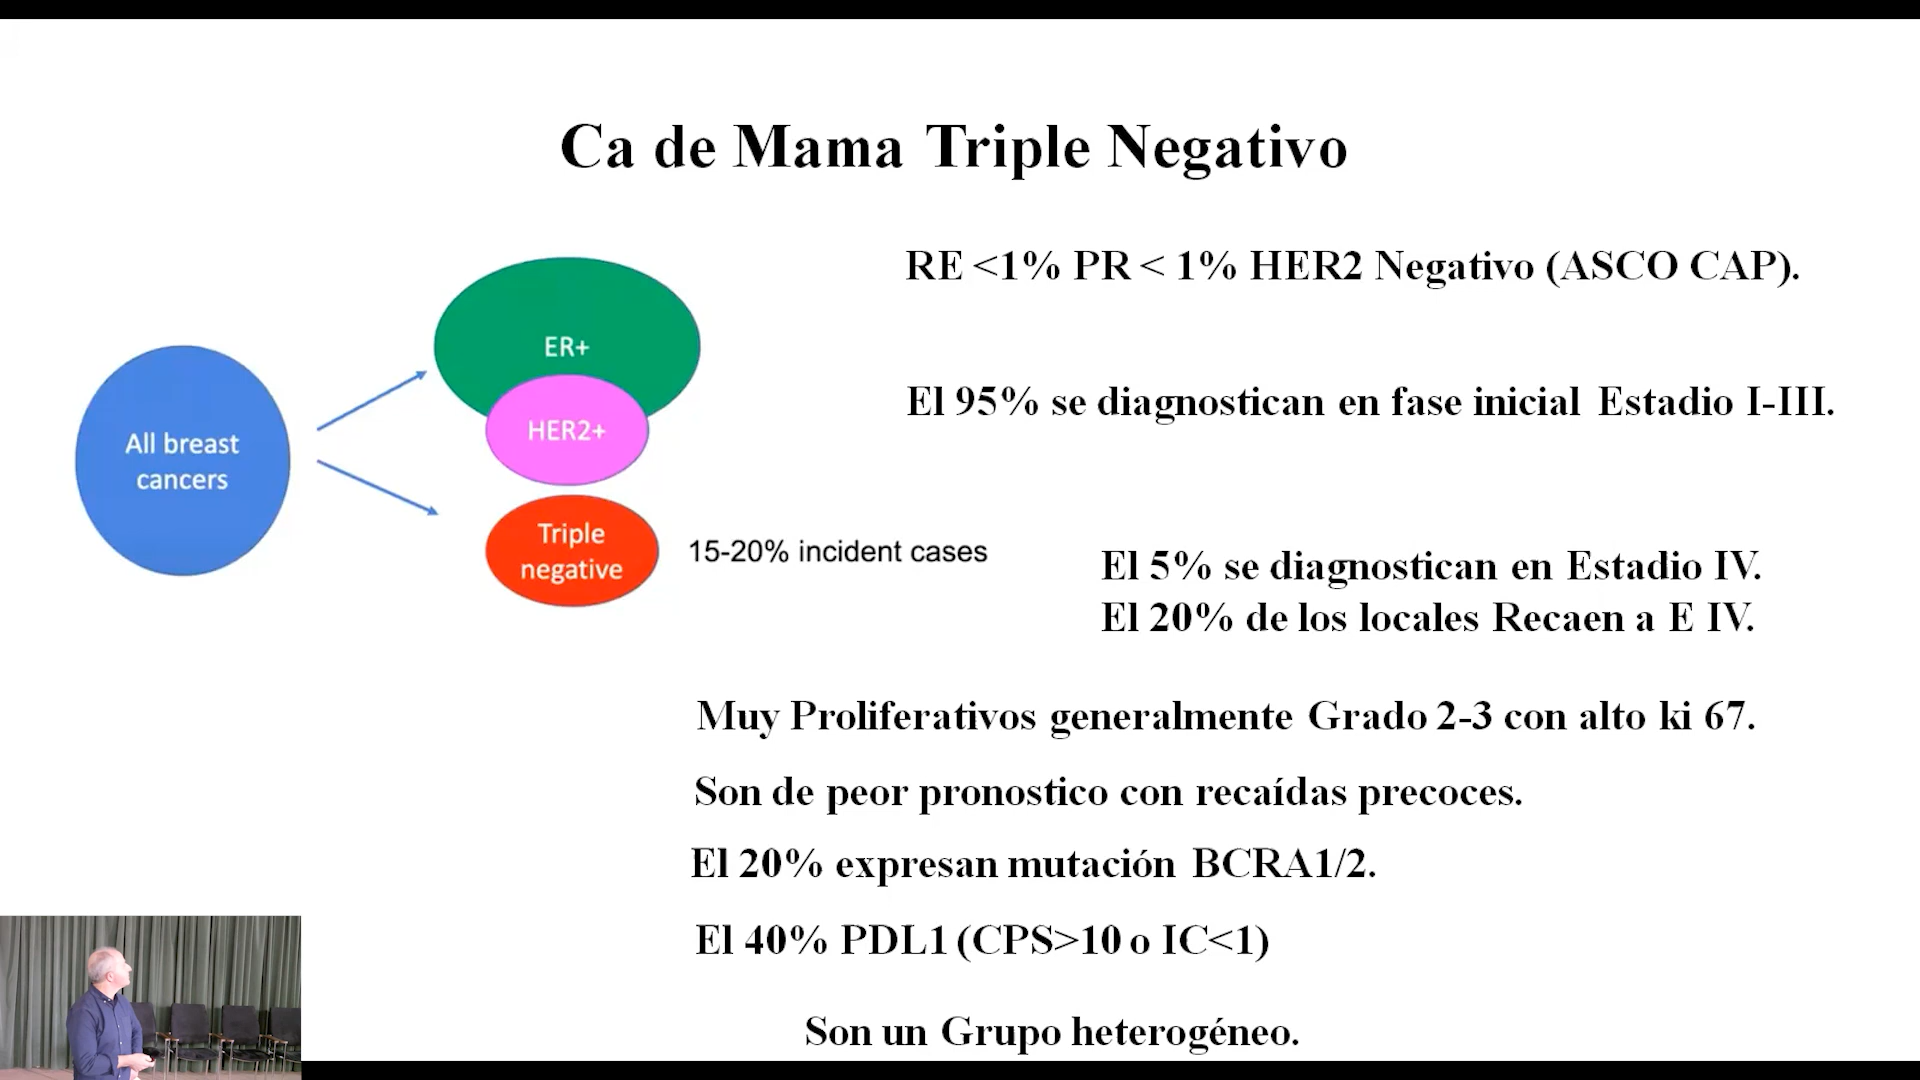 Ca de Mama Triple Negativo
RE <1% PR < 1% HER2 Negativo (ASCO CAP).
ER+
El 95% se diagnostican en fase inicial Estadio I-III.
HER2+
All breast
cancers
Triple
negative
15-20% incident cases
El 5% se diagnostican en Estadio IV.
El 20% de los locales Recaen a E IV.
Muy Proliferativos generalmente Grado 2-3 con alto ki 67.
Son de peor pronostico con recaídas precoces.
El 20% expresan mutación BCRA1/2.
El 40% PDL1 (CPS>10 o IC<1)
Son un Grupo heterogéneo.